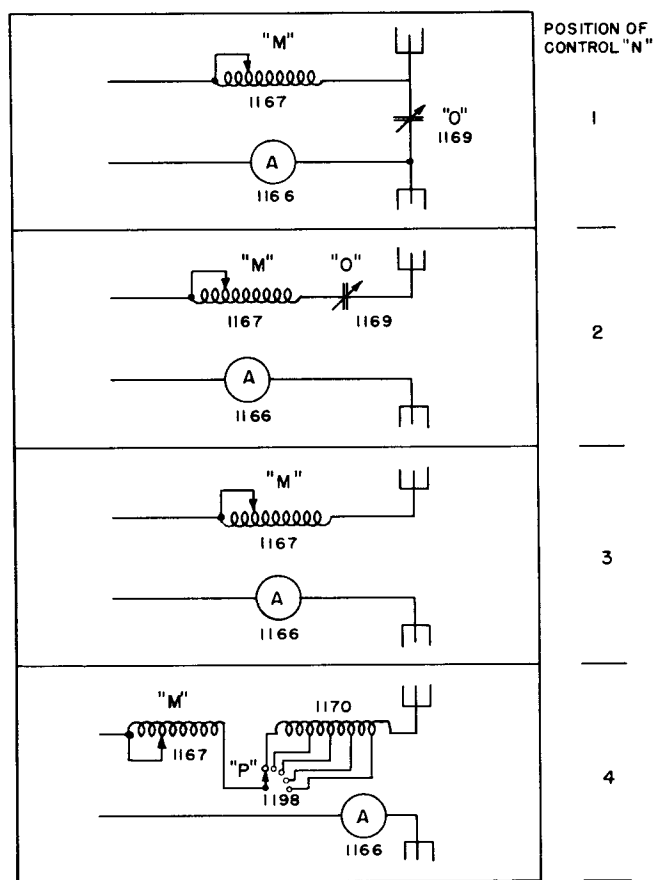 POSITION OF
CONTROL "N"
"M"
1167
"O"
1169
A
1166
1
"M"
"O"
1167
1169
A
1166
2
"M"
1167
A
1166
3
"M"
1170
1167
"P"
1198
A
1166
4